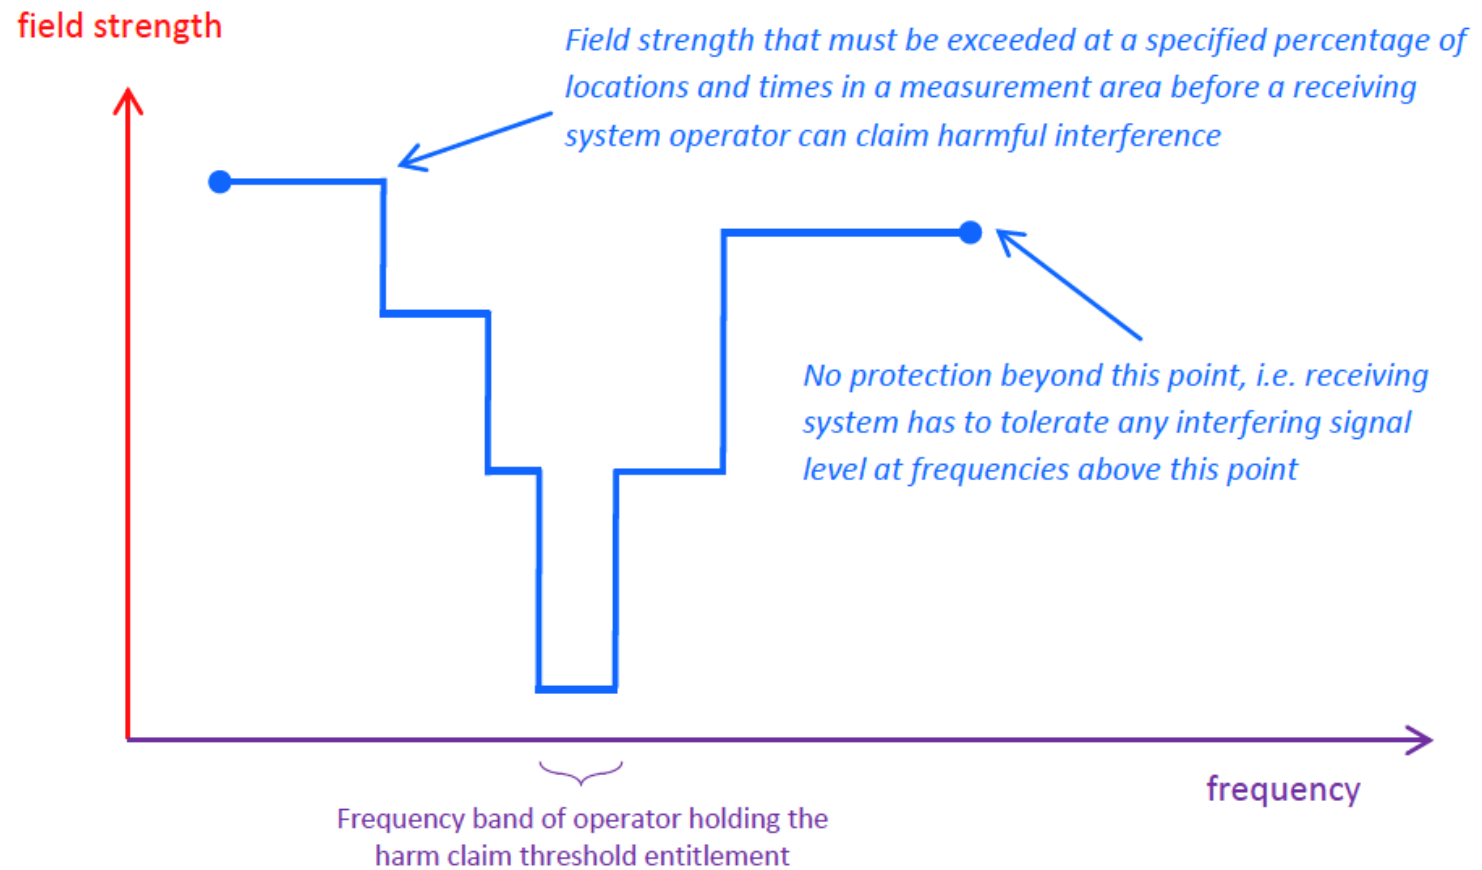 field strength
Field strength that must be exceeded at a specified percentage of
locations and times in a measurement area before a receiving
system operator can claim harmful interference
No protection beyond this point, i.e. receiving
system has to tolerate any interfering signal
level at frequencies above this point
frequency
Frequency band of operator holding the
harm claim threshold entitlement